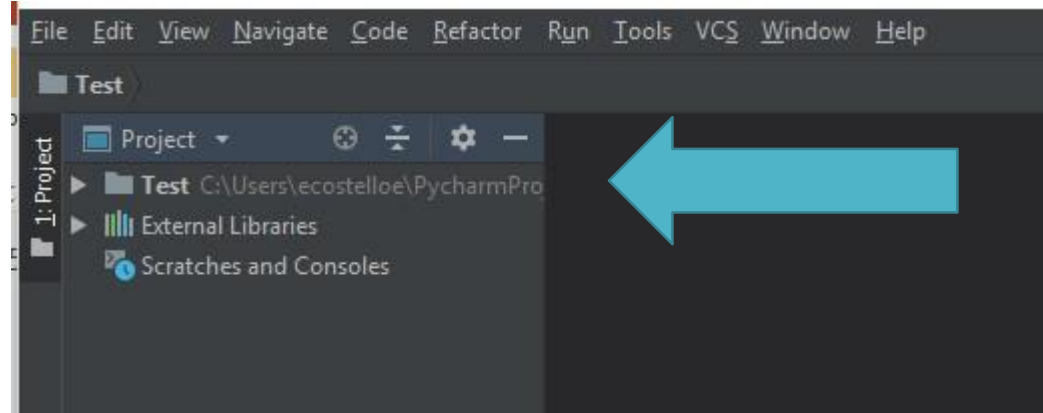 File Edit View Navigate Code Refactor Run Tools VCS Window Help
Test
Project
1: Project
Test C:\Users\ecostelloe\PycharmPro
External Libraries
Scratches and Consoles